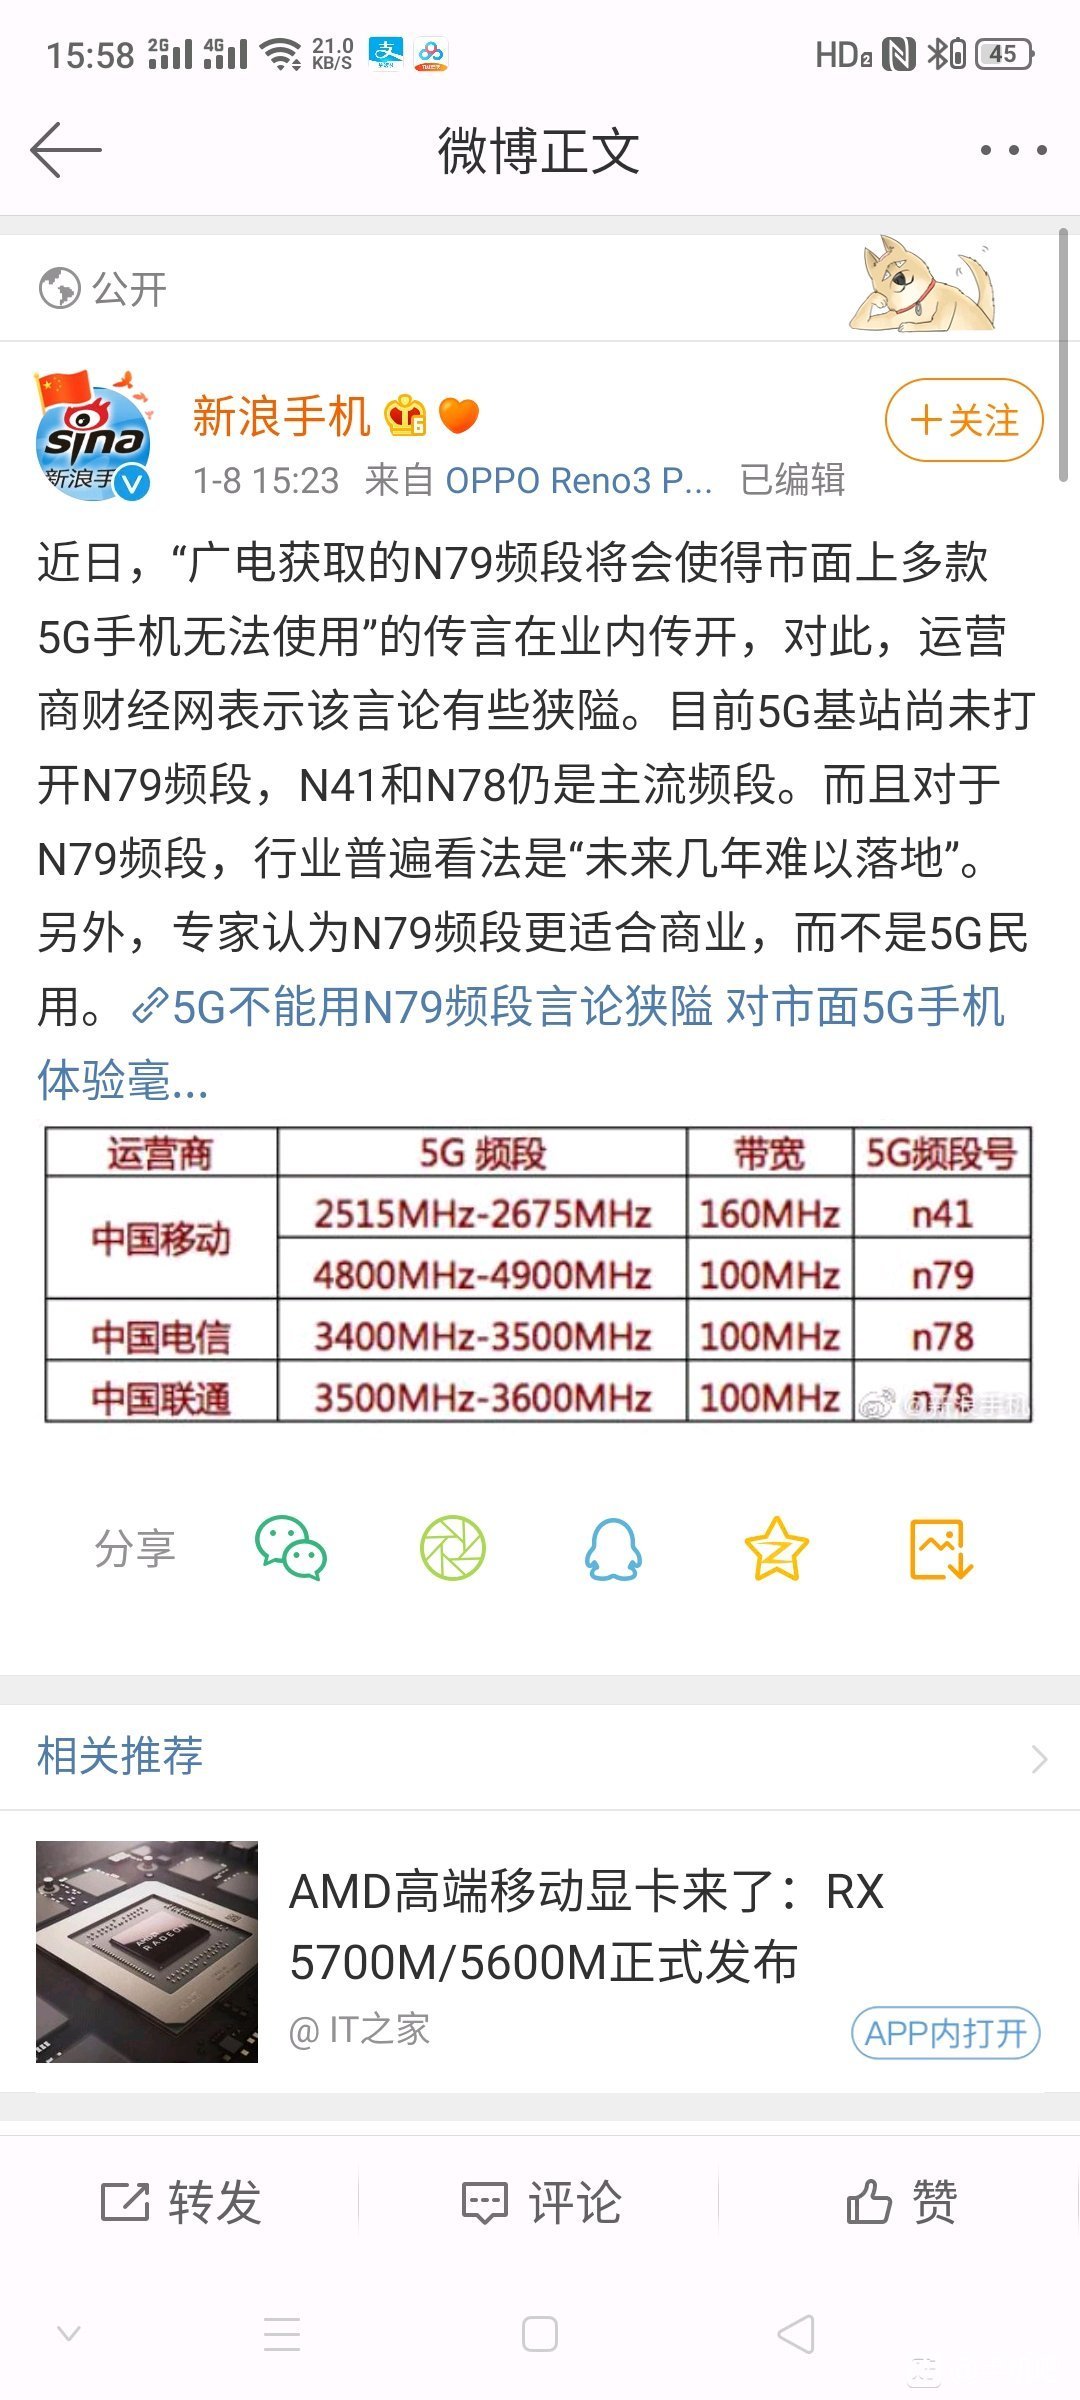 15:58 2G 4G 21.0 KB/S 支 HD2 45
微博正文
公开
sina
新浪手
新浪手机
+关注
1-8 15:23 来自 OPPO Reno3 P... 已编辑
近日，“广电获取的N79频段将会使得市面上多款
5G手机无法使用”的传言在业内传开，对此，运营
商财经网表示该言论有些狭隘。目前5G基站尚未打
开N79频段，N41和N78仍是主流频段。而且对于
N79频段，行业普遍看法是“未来几年难以落地”。
另外，专家认为N79频段更适合商业，而不是5G民
用。 5G不能用N79频段言论狭隘 对市面5G手机
体验毫...
运营商 5G 频段 带宽 5G频段号
中国移动 2515MHz-2675MHz 160MHz n41
4800MHz-4900MHz 100MHz n79
中国电信 3400MHz-3500MHz 100MHz n78
中国联通 3500MHz-3600MHz 100MHz n78
@新浪手机
分享
相关推荐
AMD RADEON
AMD高端移动显卡来了：RX
5700M/5600M正式发布
@ IT之家
APP内打开
转发 评论 赞